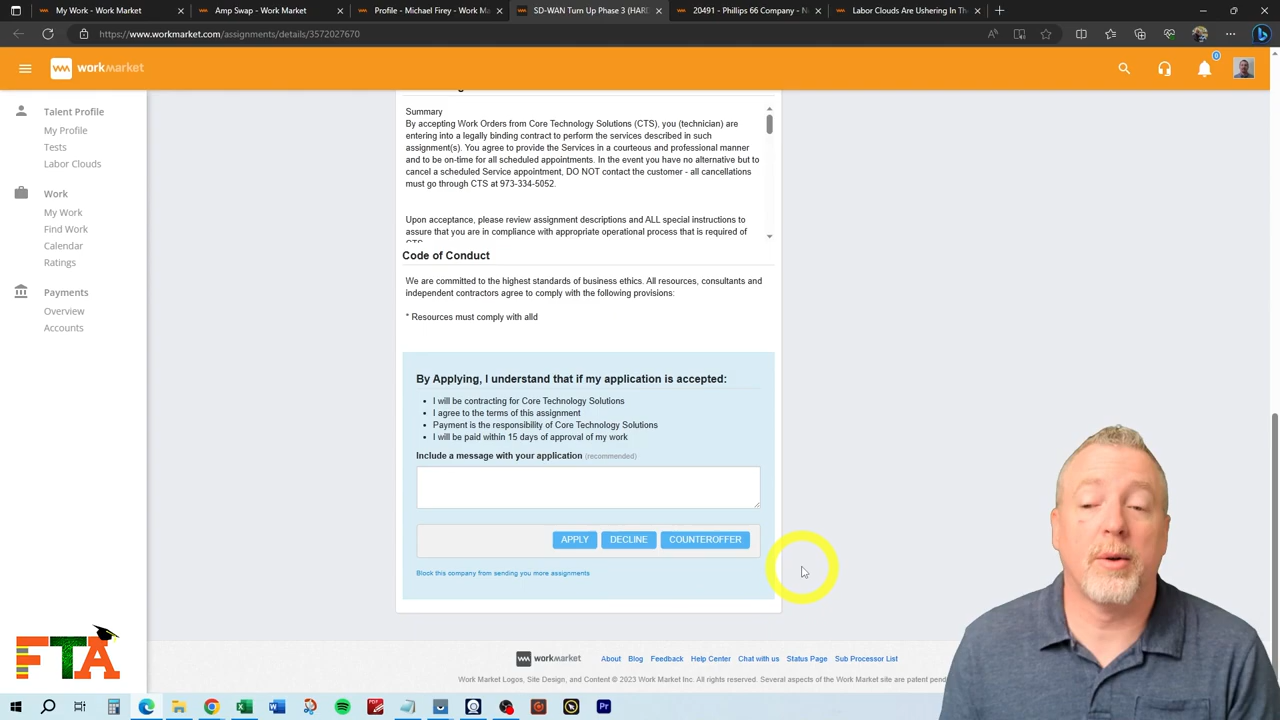 My Work - Work Market
Amp Swap - Work Market
Profile - Michael Firey - Work M
SD-WAN Turn Up Phase 3 (HARD
20491 - Phillips 66 Company - N
Labor Clouds Are Ushering In The
https://www.workmarket.com/assignments/details/3572027670
workmarket
0
Talent Profile
My Profile
Tests
Labor Clouds
Work
My Work
Find Work
Calendar
Ratings
Payments
Overview
Accounts
Summary
By accepting Work Orders from Core Technology Solutions (CTS), you (technician) are
entering into a legally binding contract to perform the services described in such
assignment(s). You agree to provide the Services in a courteous and professional manner
and to be on-time for all scheduled appointments. In the event you have no alternative but to
cancel a scheduled Service appointment, DO NOT contact the customer - all cancellations
must go through CTS at 973-334-5052.
Upon acceptance, please review assignment descriptions and ALL special instructions to
assure that you are in compliance with appropriate operational process that is required of
CTS
Code of Conduct
We are committed to the highest standards of business ethics. All resources, consultants and
independent contractors agree to comply with the following provisions:
* Resources must comply with alld
By Applying, I understand that if my application is accepted:
• I will be contracting for Core Technology Solutions
• I agree to the terms of this assignment
• Payment is the responsibility of Core Technology Solutions
• I will be paid within 15 days of approval of my work
Include a message with your application (recommended)
APPLY DECLINE COUNTEROFFER
Block this company from sending you more assignments
FTA
workmarket About Blog Feedback Help Center Chat with us Status Page Sub Processor List
Work Market Logos, Site Design, and Content © 2023 Work Market Inc. All rights reserved. Several aspects of the Work Market site are patent pend